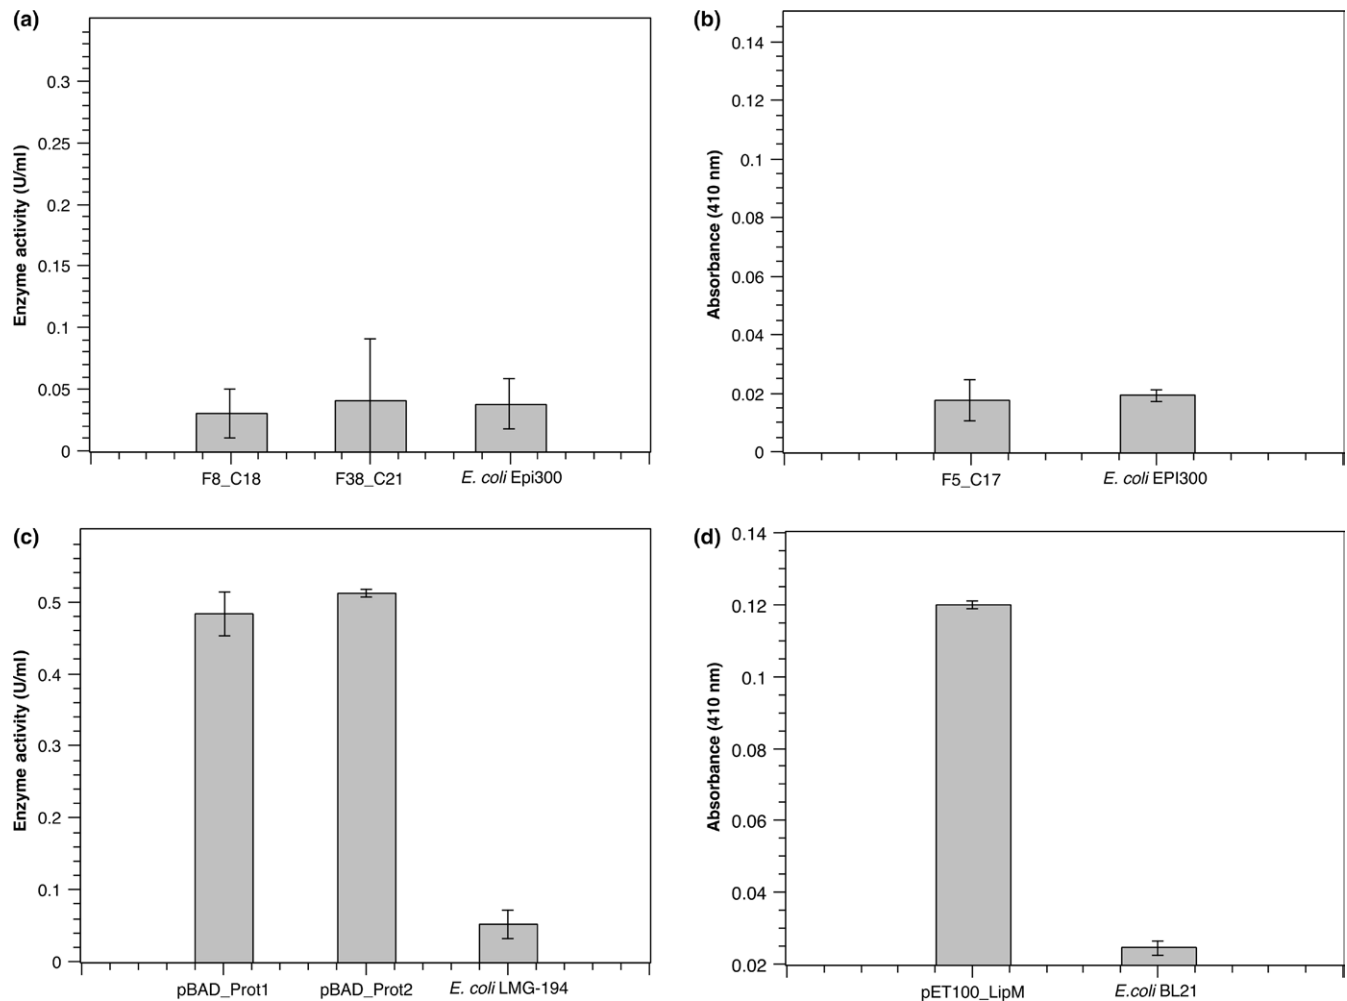 (a)
Enzyme activity (U/ml)
0.3
0.25
0.2
0.15
0.1
0.05
0
F8_C18 F38_C21 E. coli Epi300
(b)
Absorbance (410 nm)
0.14
0.12
0.1
0.08
0.06
0.04
0.02
0
F5_C17 E. coli EPI300
(c)
Enzyme activity (U/ml)
0.5
0.4
0.3
0.2
0.1
0
pBAD_Prot1 pBAD_Prot2 E. coli LMG-194
(d)
Absorbance (410 nm)
0.14
0.12
0.1
0.08
0.06
0.04
0.02
pET100_LipM E.coli BL21